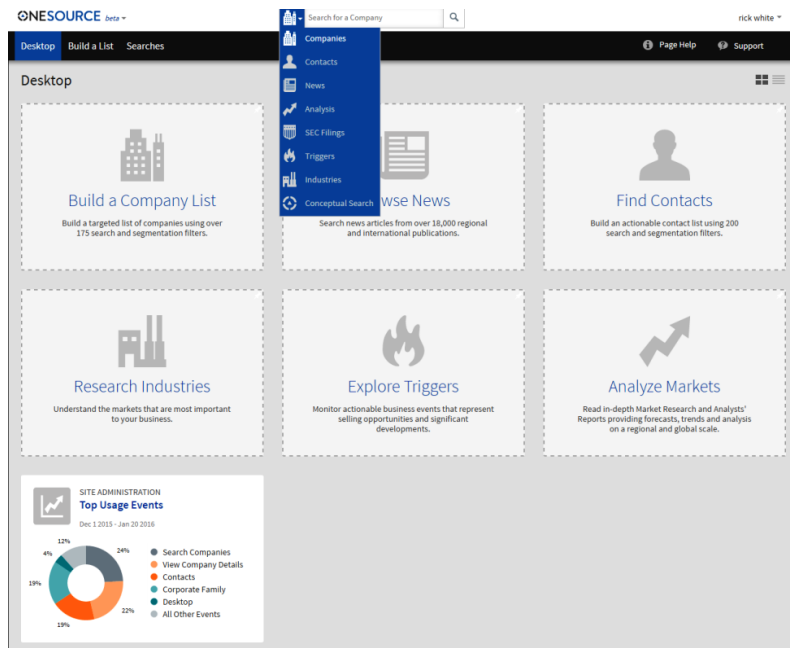 ONESOURCE beta
Search for a Company
rick white
Desktop
Build a List
Searches
Page Help
Support
Companies
Contacts
News
Analysis
SEC Filings
Triggers
Industries
Conceptual Search
Desktop
Build a Company List
Build a targeted list of companies using over
175 search and segmentation filters.
wse News
Search news articles from over 18,000 regional
and international publications.
Find Contacts
Build an actionable contact list using 200
search and segmentation filters.
Research Industries
Understand the markets that are most important
to your business.
Explore Triggers
Monitor actionable business events that represent
selling opportunities and significant
developments.
Analyze Markets
Read in-depth Market Research and Analysts'
Reports providing forecasts, trends and analysis
on a regional and global scale.
SITE ADMINISTRATION
Top Usage Events
Dec 1 2015 - Jan 20 2016
12%
4%
24%
19%
22%
19%
Search Companies
View Company Details
Contacts
Corporate Family
Desktop
All Other Events